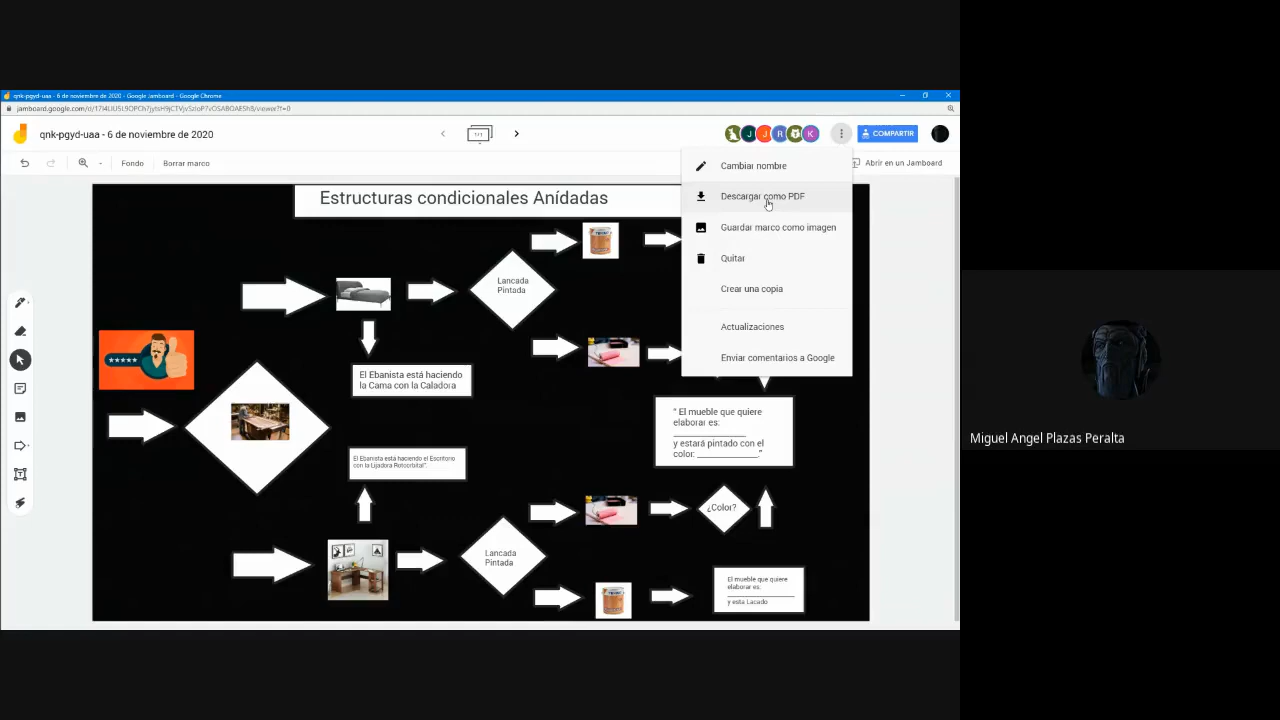 qnk-pgyd-uaa - 6 de noviembre de 2020 - Google Jamboard - Google Chrome
qnk-pgyd-uaa - 6 de noviembre de 2020
J
J
R
K
COMPARTIR
Fondo
Borrar marco
Abrir en un Jamboard
Cambiar nombre
Descargar como PDF
Guardar marco como imagen
Quitar
Crear una copia
Actualizaciones
Enviar comentarios a Google
Estructuras condicionales Anídadas
Lancada
Pintada
El Ebanista está haciendo
la Cama con la Caladora
" El mueble que quiere
elaborar es:
_______________
y estará pintado con el
color: _____________."
El Ebanista está haciendo el Escritorio
con la Lijadora Rotoorbital".
¿Color?
Lancada
Pintada
El mueble que quiere
elaborar es:
_______________
y esta Lacado
Miguel Angel Plazas Peralta